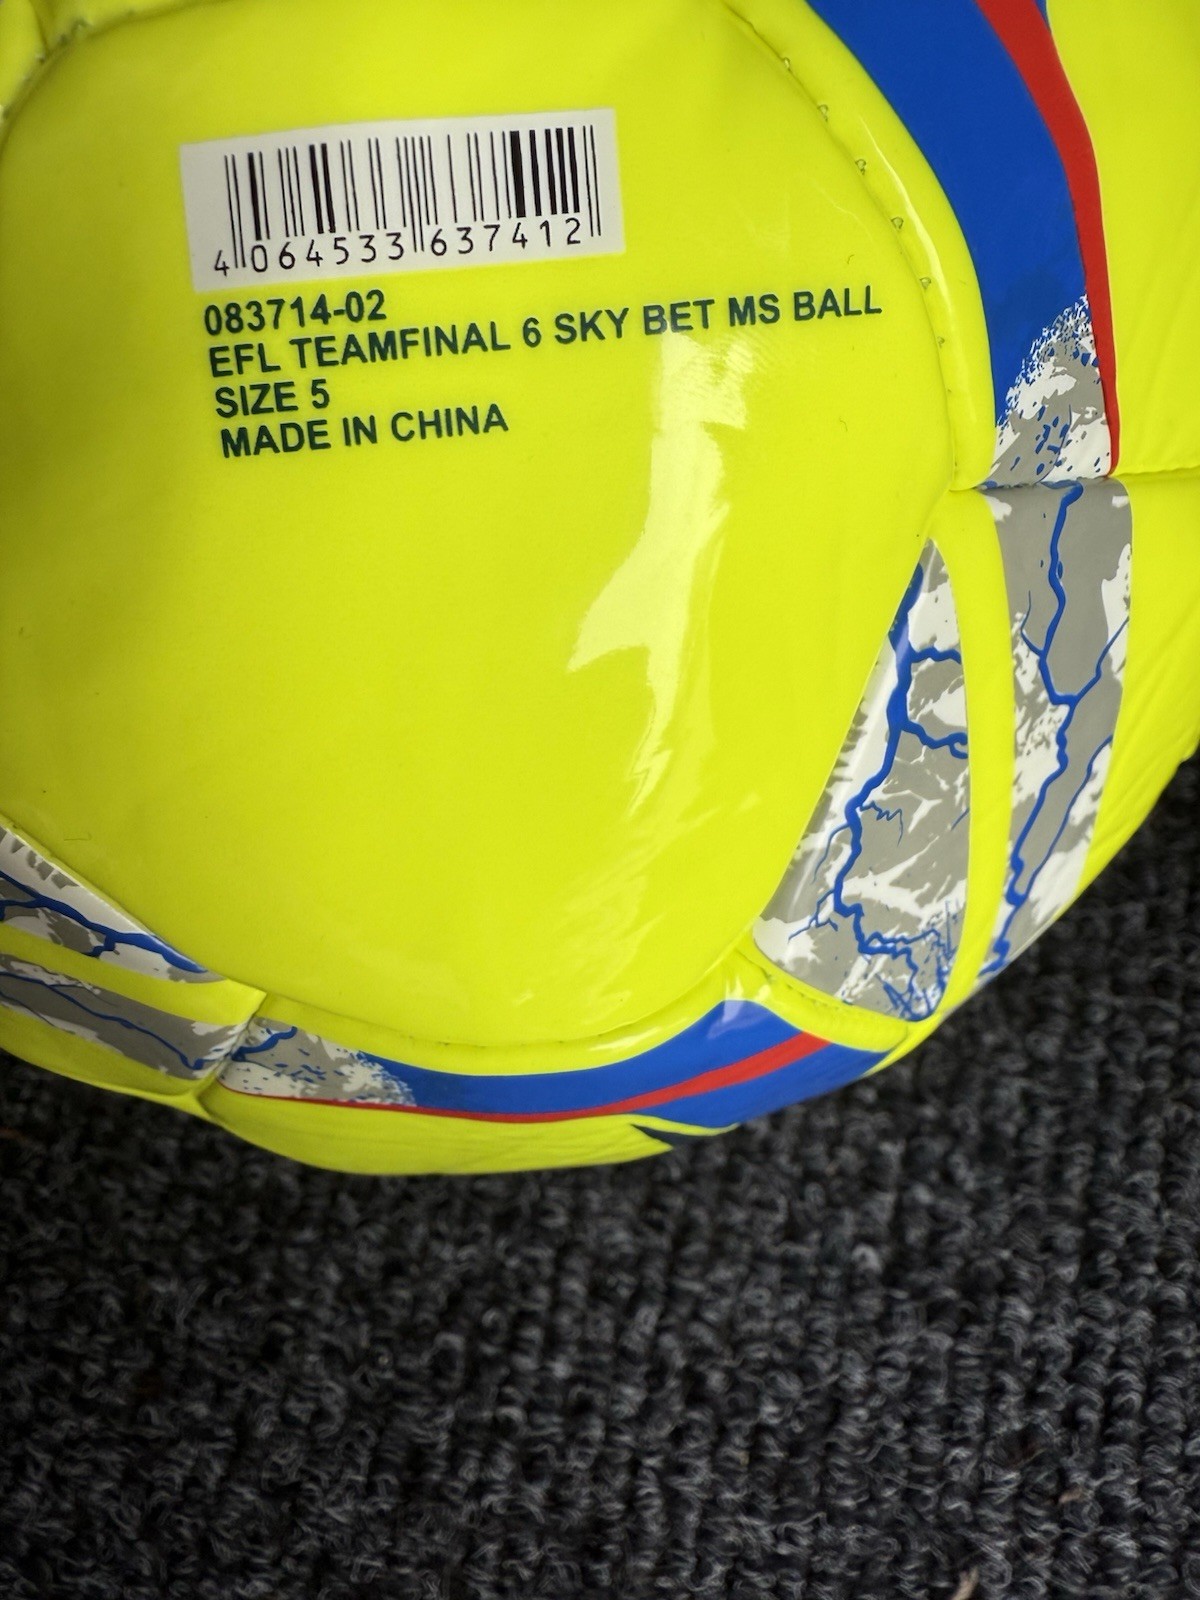 4 064533 637412
083714-02
EFL TEAMFINAL 6 SKY BET MS BALL
SIZE 5
MADE IN CHINA